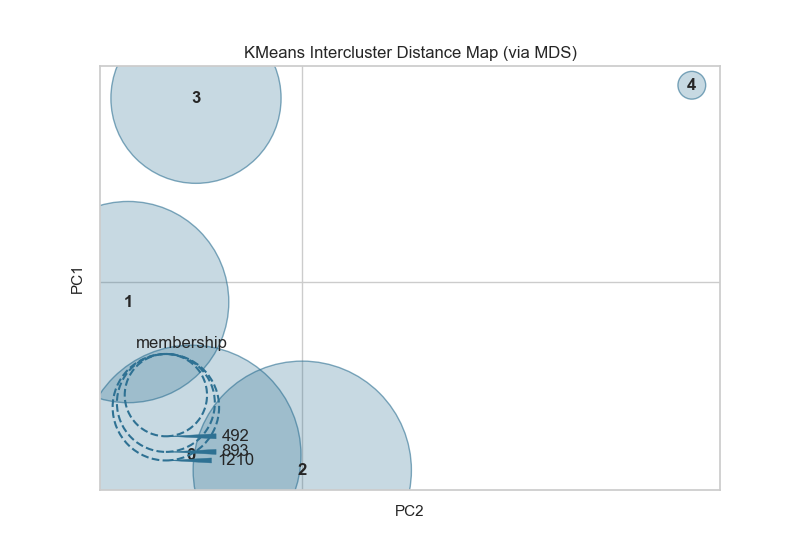 KMeans Intercluster Distance Map (via MDS)
4
3
PC1
1
membership
492
893
0
1210
2
PC2